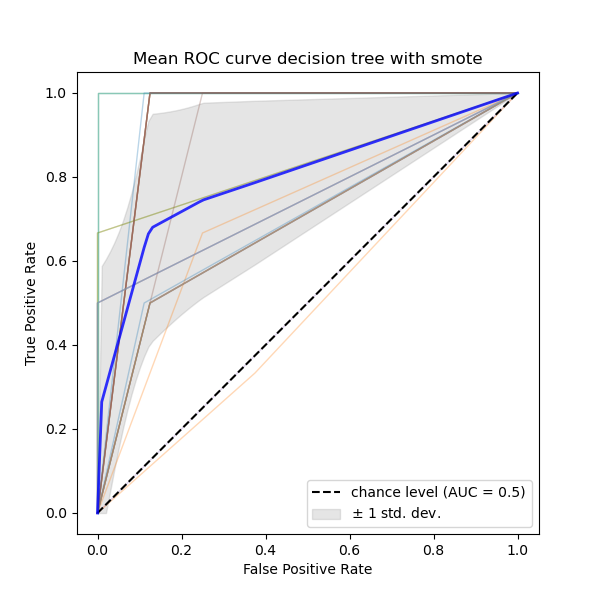 Mean ROC curve decision tree with smote
1.0
0.8
0.6
0.4
0.2
0.0
True Positive Rate
0.0 0.2 0.4 0.6 0.8 1.0
False Positive Rate
chance level (AUC = 0.5)
± 1 std. dev.